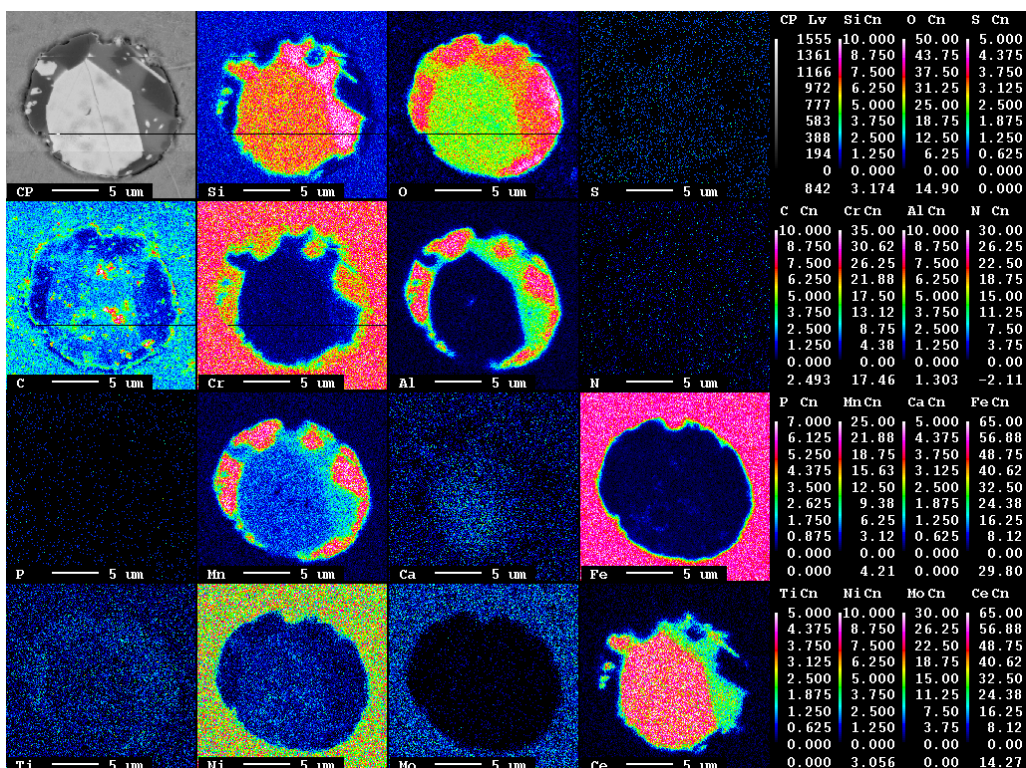 CP 5 um
Si 5 um
O 5 um
S 5 um
CP Lv SiCn O Cn S Cn
1555 10.000 50.00 5.000
1361 8.750 43.75 4.375
1166 7.500 37.50 3.750
972 6.250 31.25 3.125
777 5.000 25.00 2.500
583 3.750 18.75 1.875
388 2.500 12.50 1.250
194 1.250 6.25 0.625
0 0.000 0.00 0.000
842 3.174 14.90 0.000
C 5 um
Cr 5 um
Al 5 um
N 5 um
C Cn CrCn AlCn N Cn
10.000 35.00 10.000 30.00
8.750 30.62 8.750 26.25
7.500 26.25 7.500 22.50
6.250 21.88 6.250 18.75
5.000 17.50 5.000 15.00
3.750 13.12 3.750 11.25
2.500 8.75 2.500 7.50
1.250 4.38 1.250 3.75
0.000 0.00 0.000 0.00
2.493 17.46 1.303 -2.11
P 5 um
Mn 5 um
Ca 5 um
Fe 5 um
P Cn MnCn CaCn FeCn
7.000 25.00 5.000 65.00
6.125 21.88 4.375 56.88
5.250 18.75 3.750 48.75
4.375 15.63 3.125 40.62
3.500 12.50 2.500 32.50
2.625 9.38 1.875 24.38
1.750 6.25 1.250 16.25
0.875 3.12 0.625 8.12
0.000 0.00 0.000 0.00
0.000 4.21 0.000 29.80
Ti 5 um
Ni 5 um
Mo 5 um
Ce 5 um
TiCn NiCn MoCn CeCn
5.000 10.000 30.00 65.00
4.375 8.750 26.25 56.88
3.750 7.500 22.50 48.75
3.125 6.250 18.75 40.62
2.500 5.000 15.00 32.50
1.875 3.750 11.25 24.38
1.250 2.500 7.50 16.25
0.625 1.250 3.75 8.12
0.000 0.000 0.00 0.00
0.000 3.056 0.00 14.27